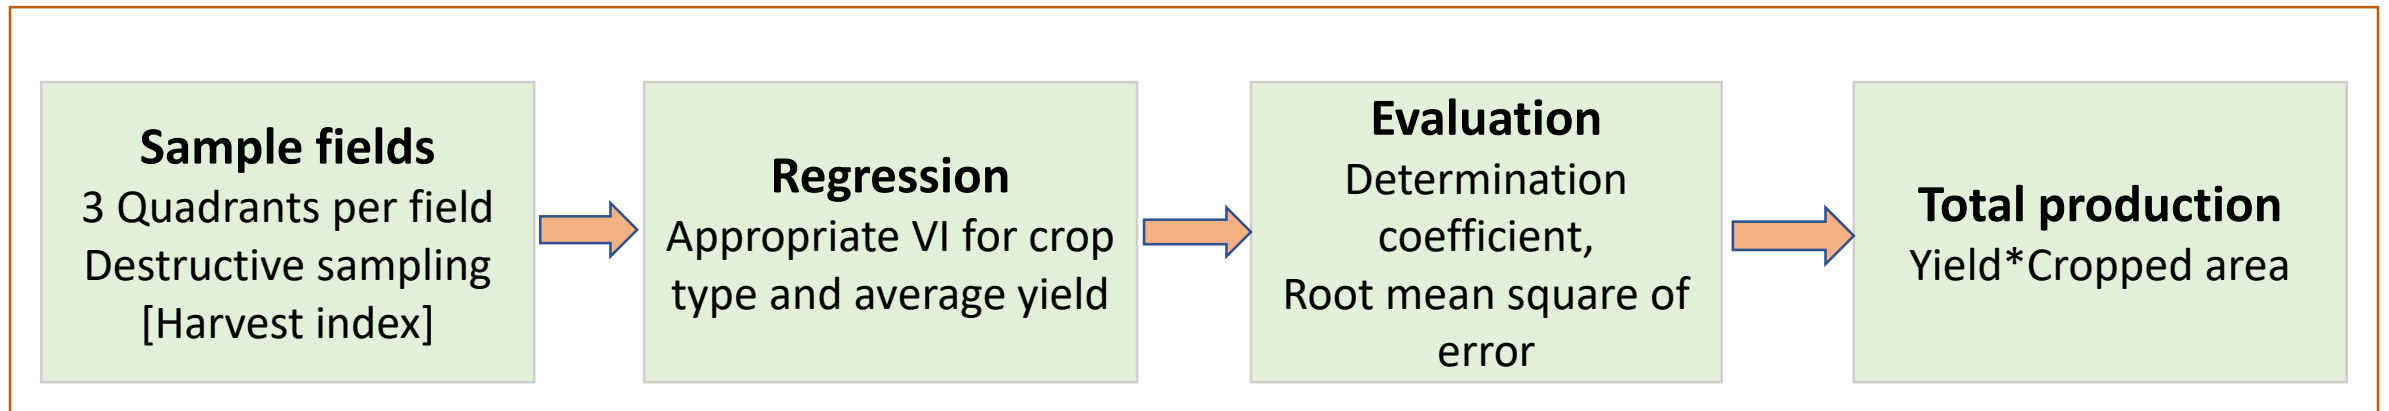 Sample fields
3 Quadrants per field
Destructive sampling
[Harvest index]
Regression
Appropriate VI for crop
type and average yield
Evaluation
Determination
coefficient,
Root mean square of
error
Total production
Yield*Cropped area